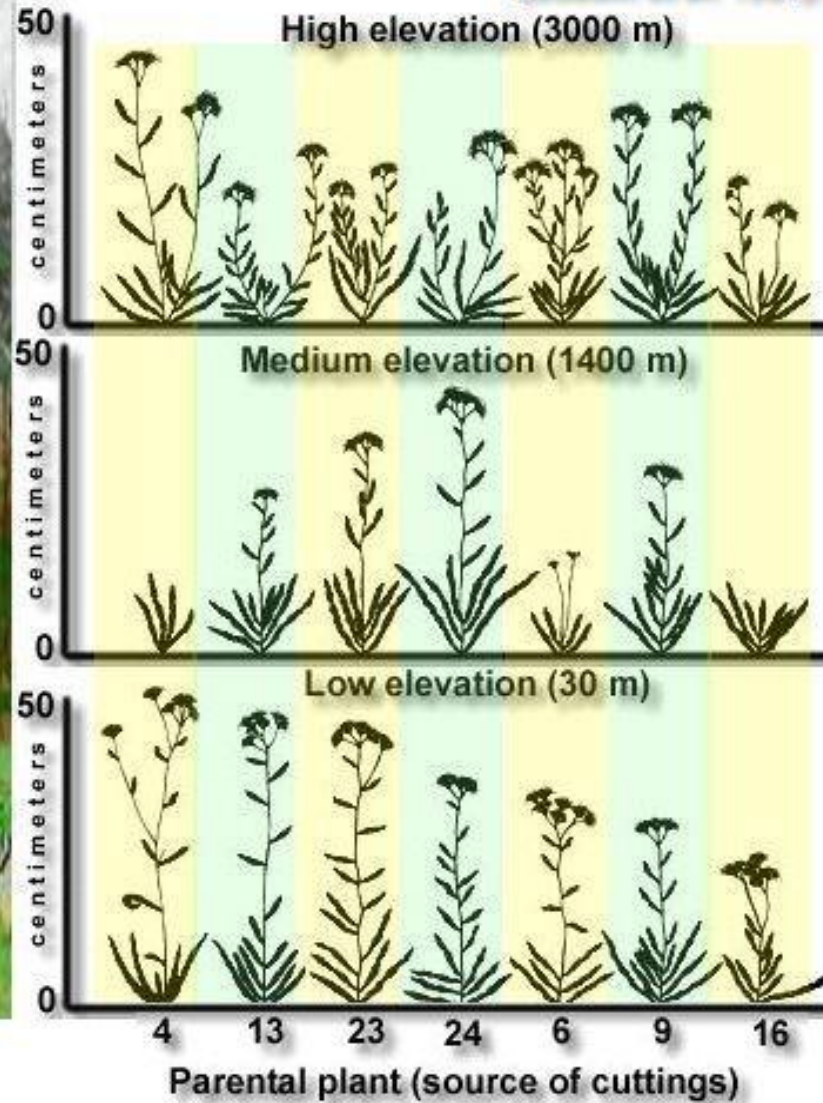 High elevation (3000 m)
50
centimeters
0
Medium elevation (1400 m)
50
centimeters
0
Low elevation (30 m)
50
centimeters
0
4 13 23 24 6 9 16
Parental plant (source of cuttings)